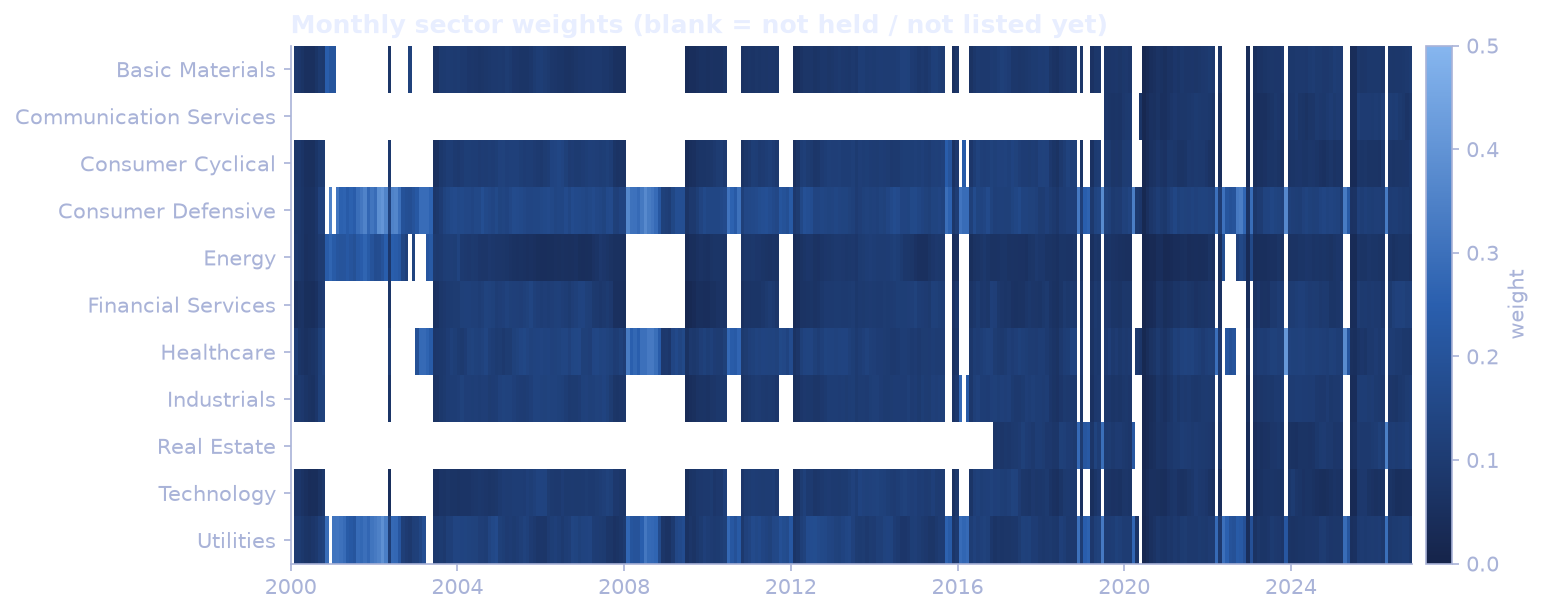 Monthly sector weights (blank = not held / not listed yet)
Basic Materials
Communication Services
Consumer Cyclical
Consumer Defensive
Energy
Financial Services
Healthcare
Industrials
Real Estate
Technology
Utilities
2000 2004 2008 2012 2016 2020 2024
0.5
0.4
0.3
0.2
0.1
0.0
weight